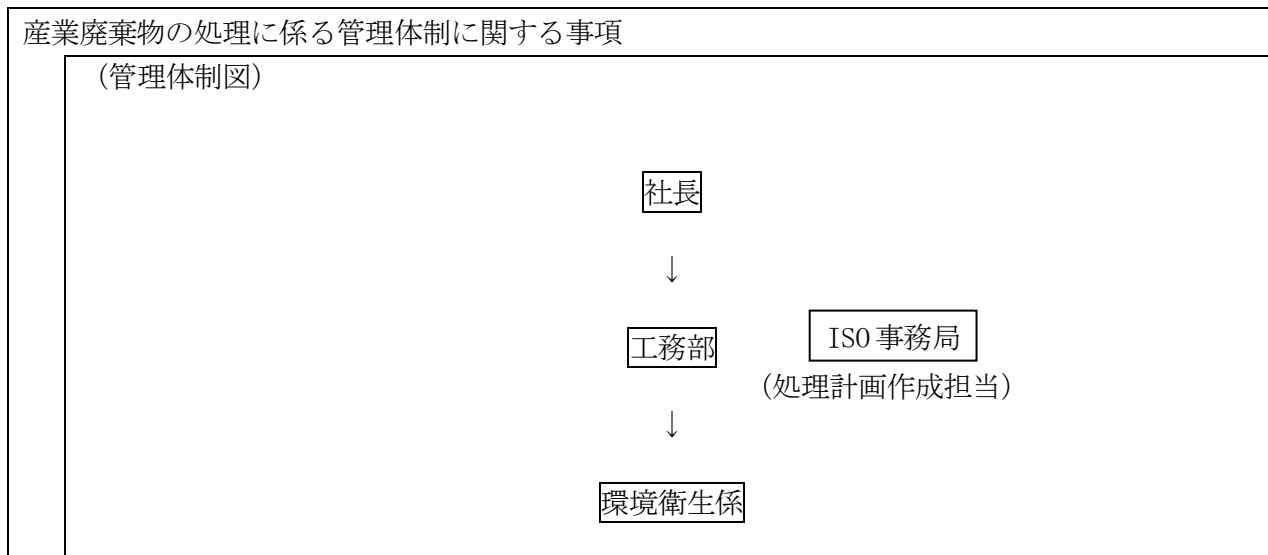 産業廃棄物の処理に係る管理体制に関する事項
（管理体制図）
社長
↓
工務部
ISO事務局
（処理計画作成担当）
↓
環境衛生係